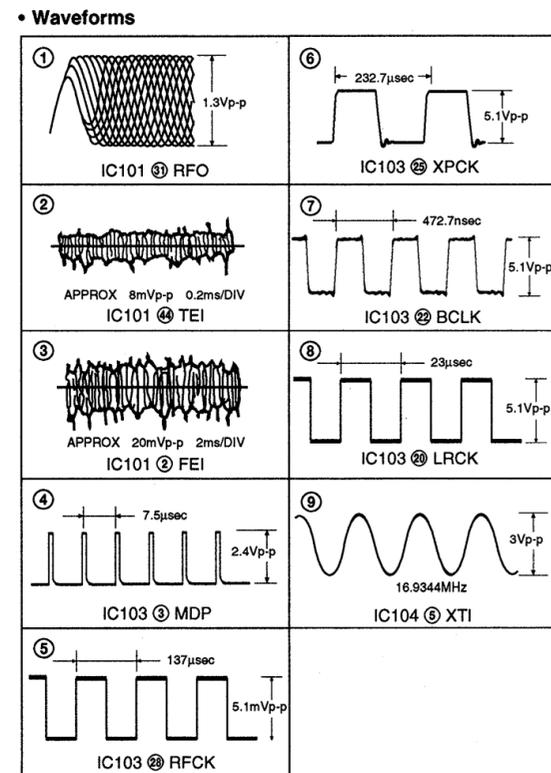 • Waveforms
①
1.3Vp-p
IC101 ㉛ RFO
②
APPROX 8mVp-p 0.2ms/DIV
IC101 ㊹ TEI
③
APPROX 20mVp-p 2ms/DIV
IC101 ② FEI
④
7.5µsec
2.4Vp-p
IC103 ③ MDP
⑤
137µsec
5.1mVp-p
IC103 ㉘ RFCK
⑥
232.7µsec
5.1Vp-p
IC103 ㉕ XPCK
⑦
472.7nsec
5.1Vp-p
IC103 ㉒ BCLK
⑧
23µsec
5.1Vp-p
IC103 ⑳ LRCK
⑨
3Vp-p
16.9344MHz
IC104 ⑤ XTI